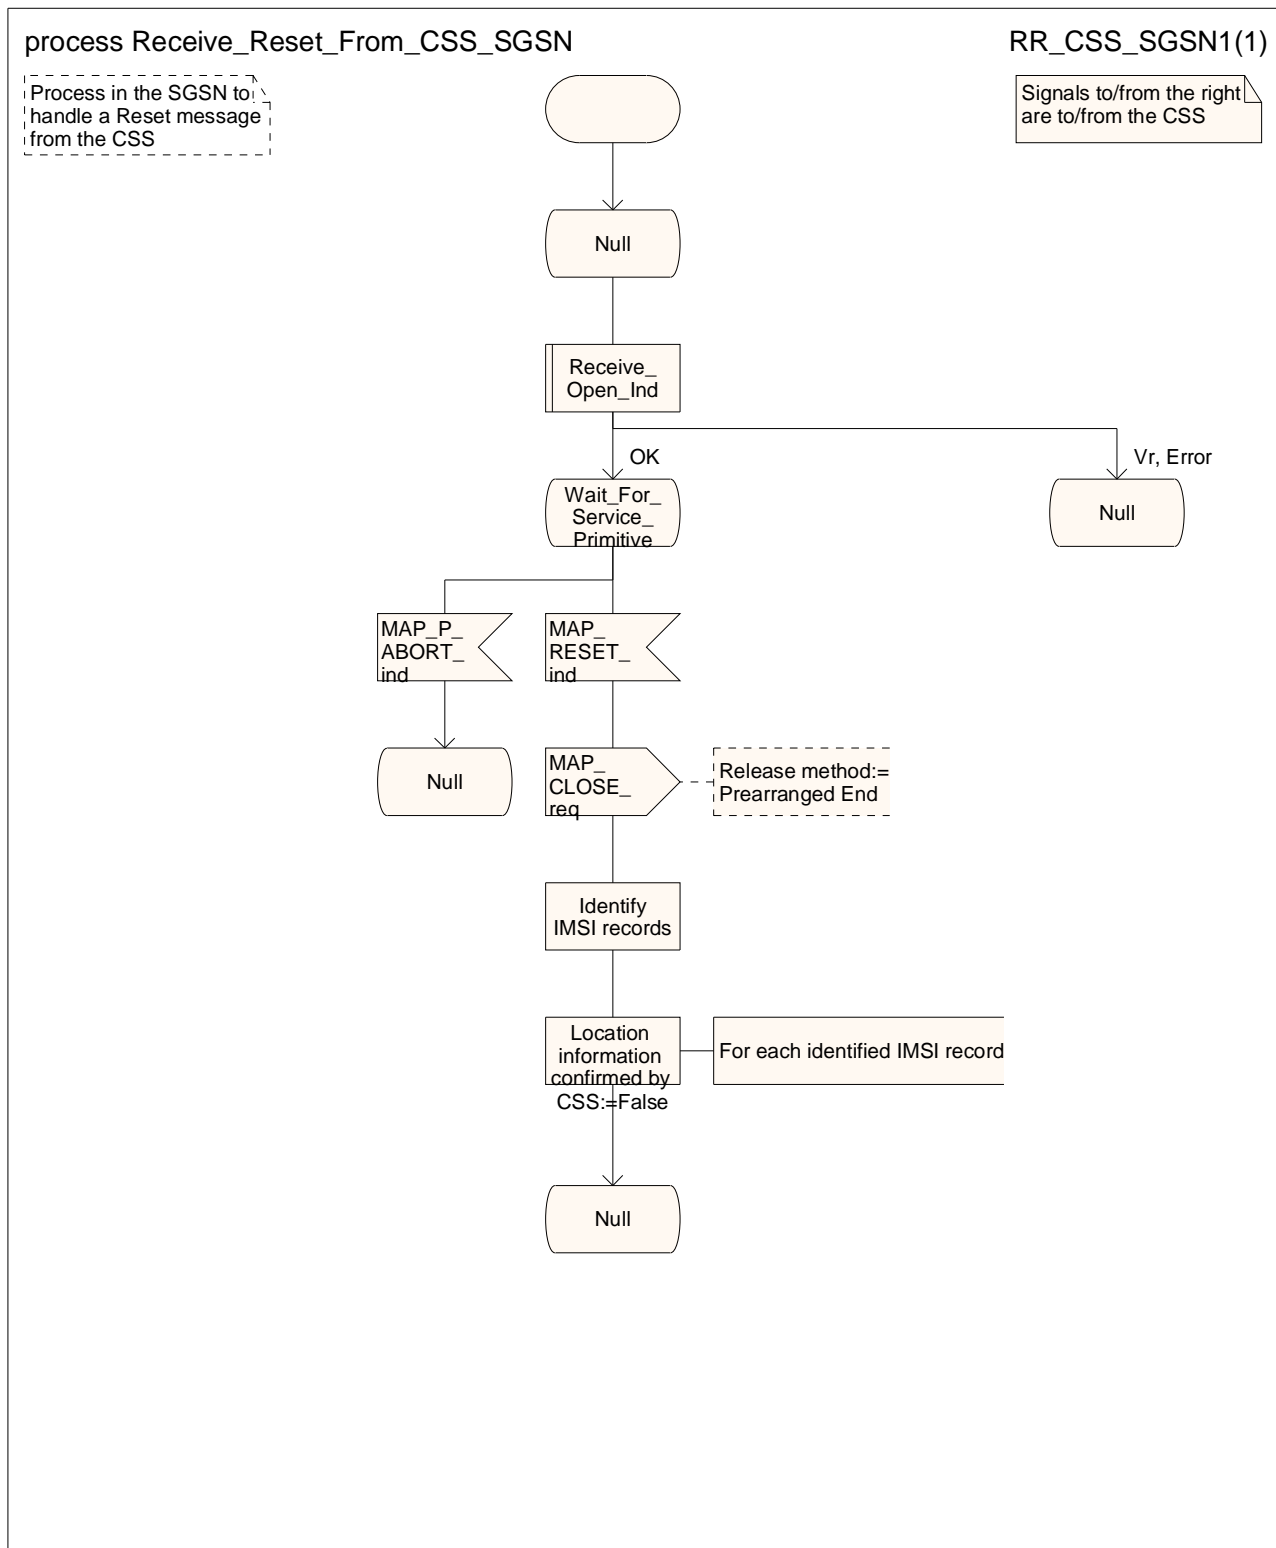 process Receive_Reset_From_CSS_SGSN
RR_CSS_SGSN1(1)
Process in the SGSN to
handle a Reset message
from the CSS
Signals to/from the right
are to/from the CSS
Null
Receive_
Open_Ind
OK
Vr, Error
Wait_For_
Service_
Primitive
Null
MAP_P_
ABORT_
ind
MAP_
RESET_
ind
Null
MAP_
CLOSE_
req
Release method:=
Prearranged End
Identify
IMSI records
Location
information
confirmed by
CSS:=False
For each identified IMSI record
Null